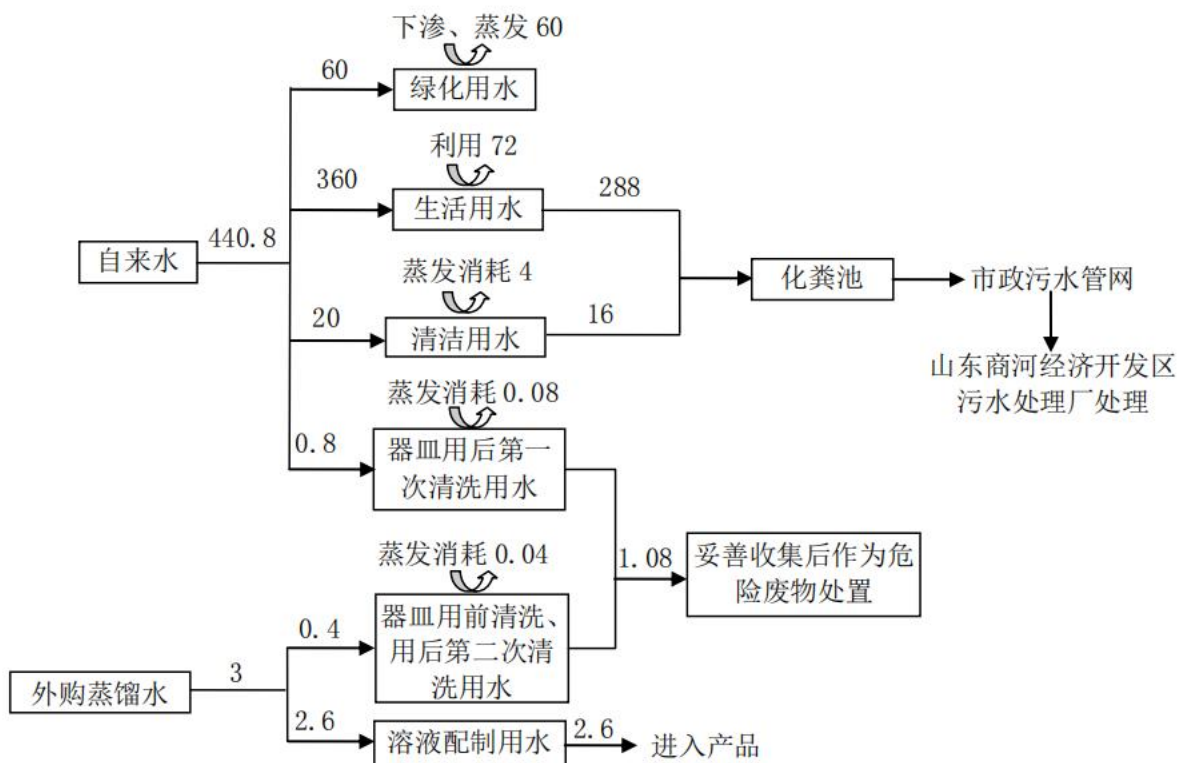 下渗、蒸发 60
60
绿化用水
利用 72
360
生活用水
288
自来水
440.8
蒸发消耗 4
20
清洁用水
16
化粪池
市政污水管网
山东商河经济开发区
污水处理厂处理
蒸发消耗 0.08
0.8
器皿用后第一
次清洗用水
蒸发消耗 0.04
1.08
妥善收集后作为危
险废物处置
0.4
器皿用前清洗、
用后第二次清
洗用水
外购蒸馏水
3
2.6
溶液配制用水
2.6
进入产品